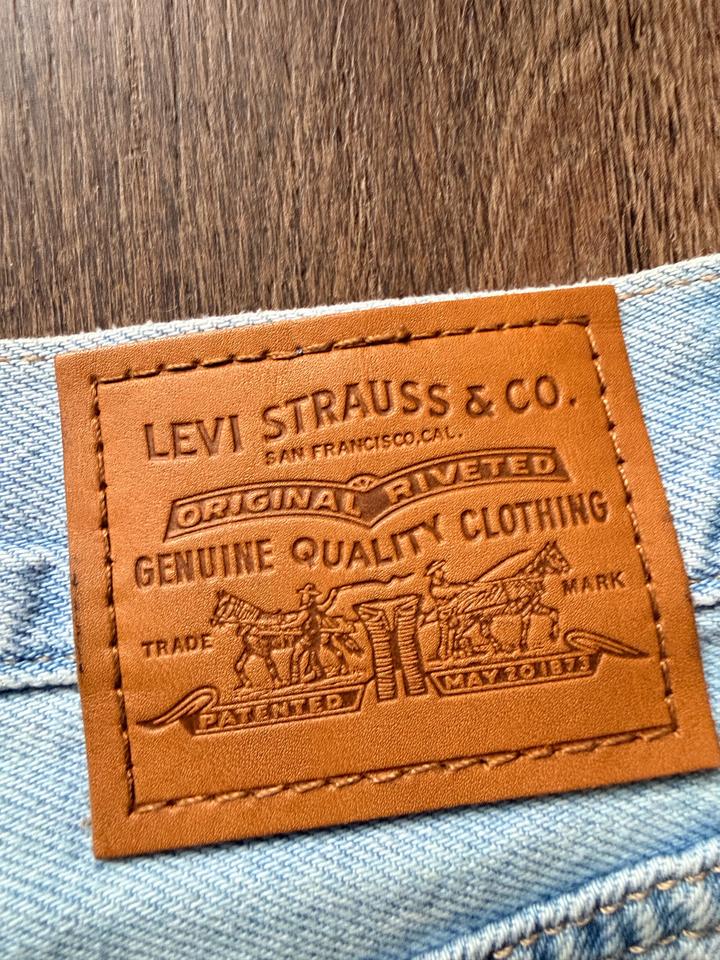 LEVI STRAUSS & CO.
SAN FRANCISCO, CAL.
ORIGINAL RIVETED
GENUINE QUALITY CLOTHING
TRADE MARK
PATENTED MAY 20 1873